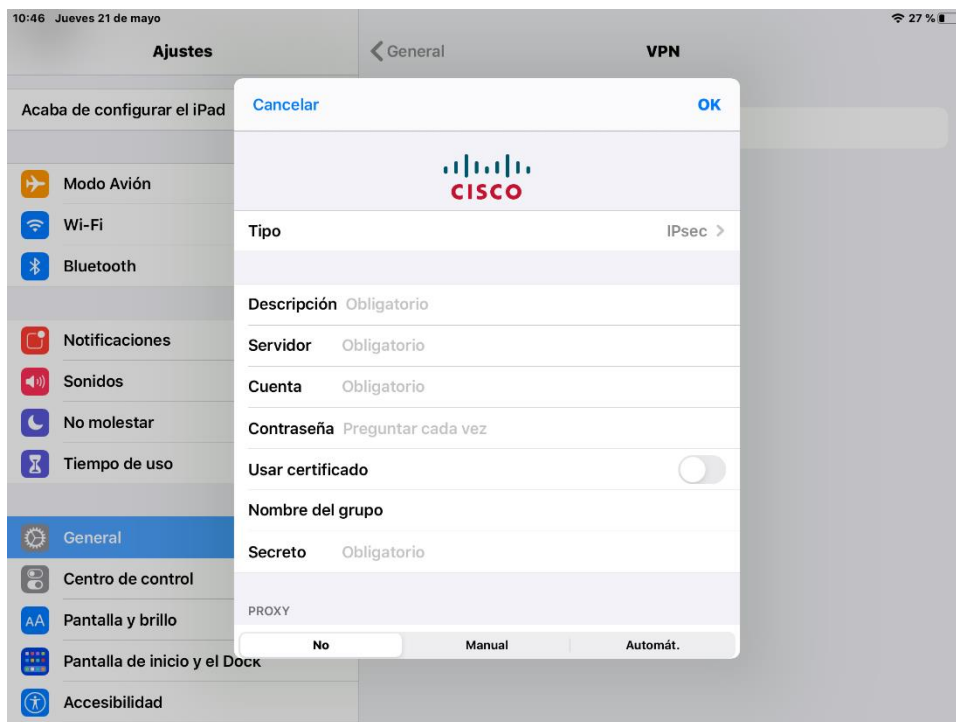 10:46 Jueves 21 de mayo
27 %
Ajustes
General
VPN
Acaba de configurar el iPad
Modo Avión
Wi-Fi
Bluetooth
Notificaciones
Sonidos
No molestar
Tiempo de uso
General
Centro de control
AA Pantalla y brillo
Pantalla de inicio y el Dock
Accesibilidad
Cancelar
OK
CISCO
Tipo IPsec
Descripción Obligatorio
Servidor Obligatorio
Cuenta Obligatorio
Contraseña Preguntar cada vez
Usar certificado
Nombre del grupo
Secreto Obligatorio
PROXY
No Manual Automát.